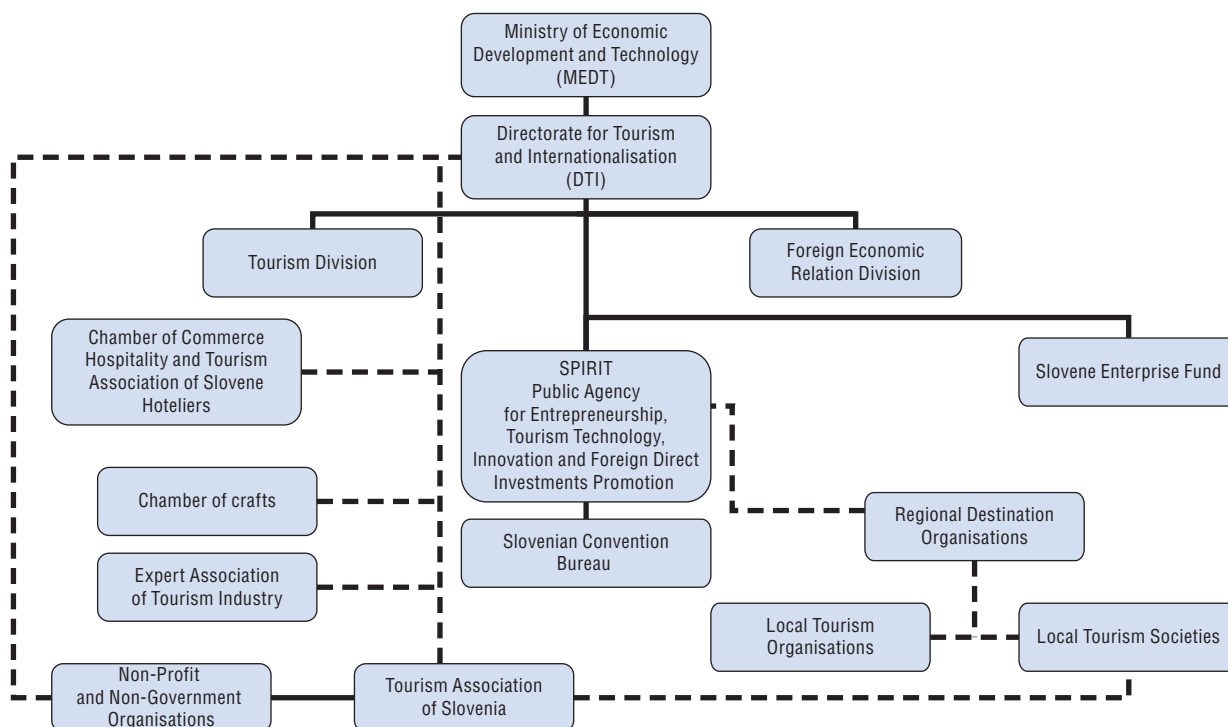 Ministry of Economic
Development and Technology
(MEDT)
Directorate for Tourism
and Internationalisation
(DTI)
Tourism Division
Foreign Economic
Relation Division
Chamber of Commerce
Hospitality and Tourism
Association of Slovene
Hoteliers
SPIRIT
Public Agency
for Entrepreneurship,
Tourism Technology,
Innovation and Foreign Direct
Investments Promotion
Slovene Enterprise Fund
Chamber of crafts
Regional Destination
Organisations
Slovenian Convention
Bureau
Expert Association
of Tourism Industry
Local Tourism
Organisations
Local Tourism Societies
Non-Profit
and Non-Government
Organisations
Tourism Association
of Slovenia